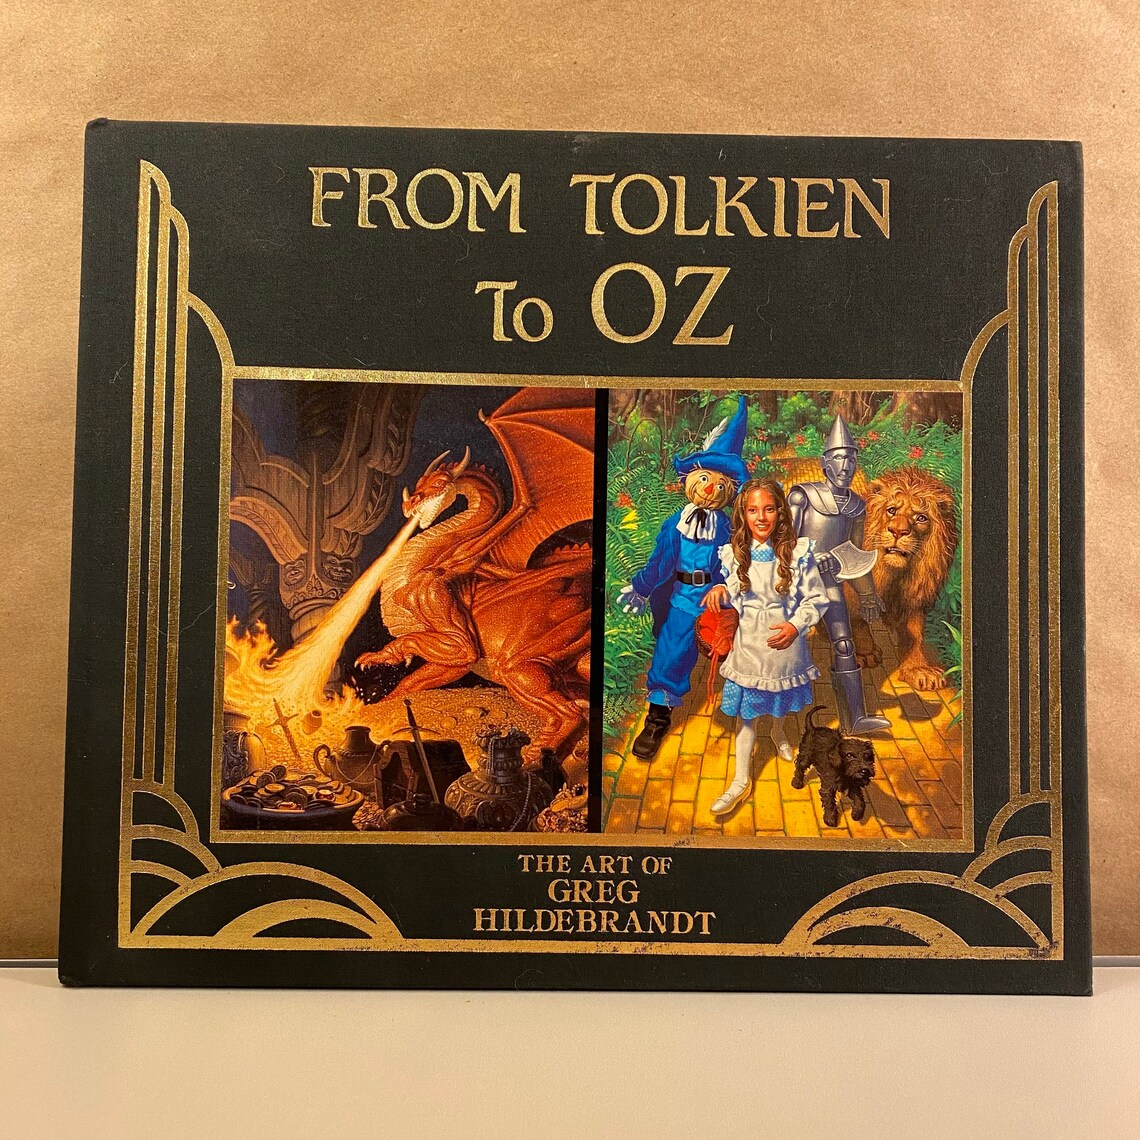 FROM TOLKIEN
To OZ
THE ART OF
GREG
HILDEBRANDT